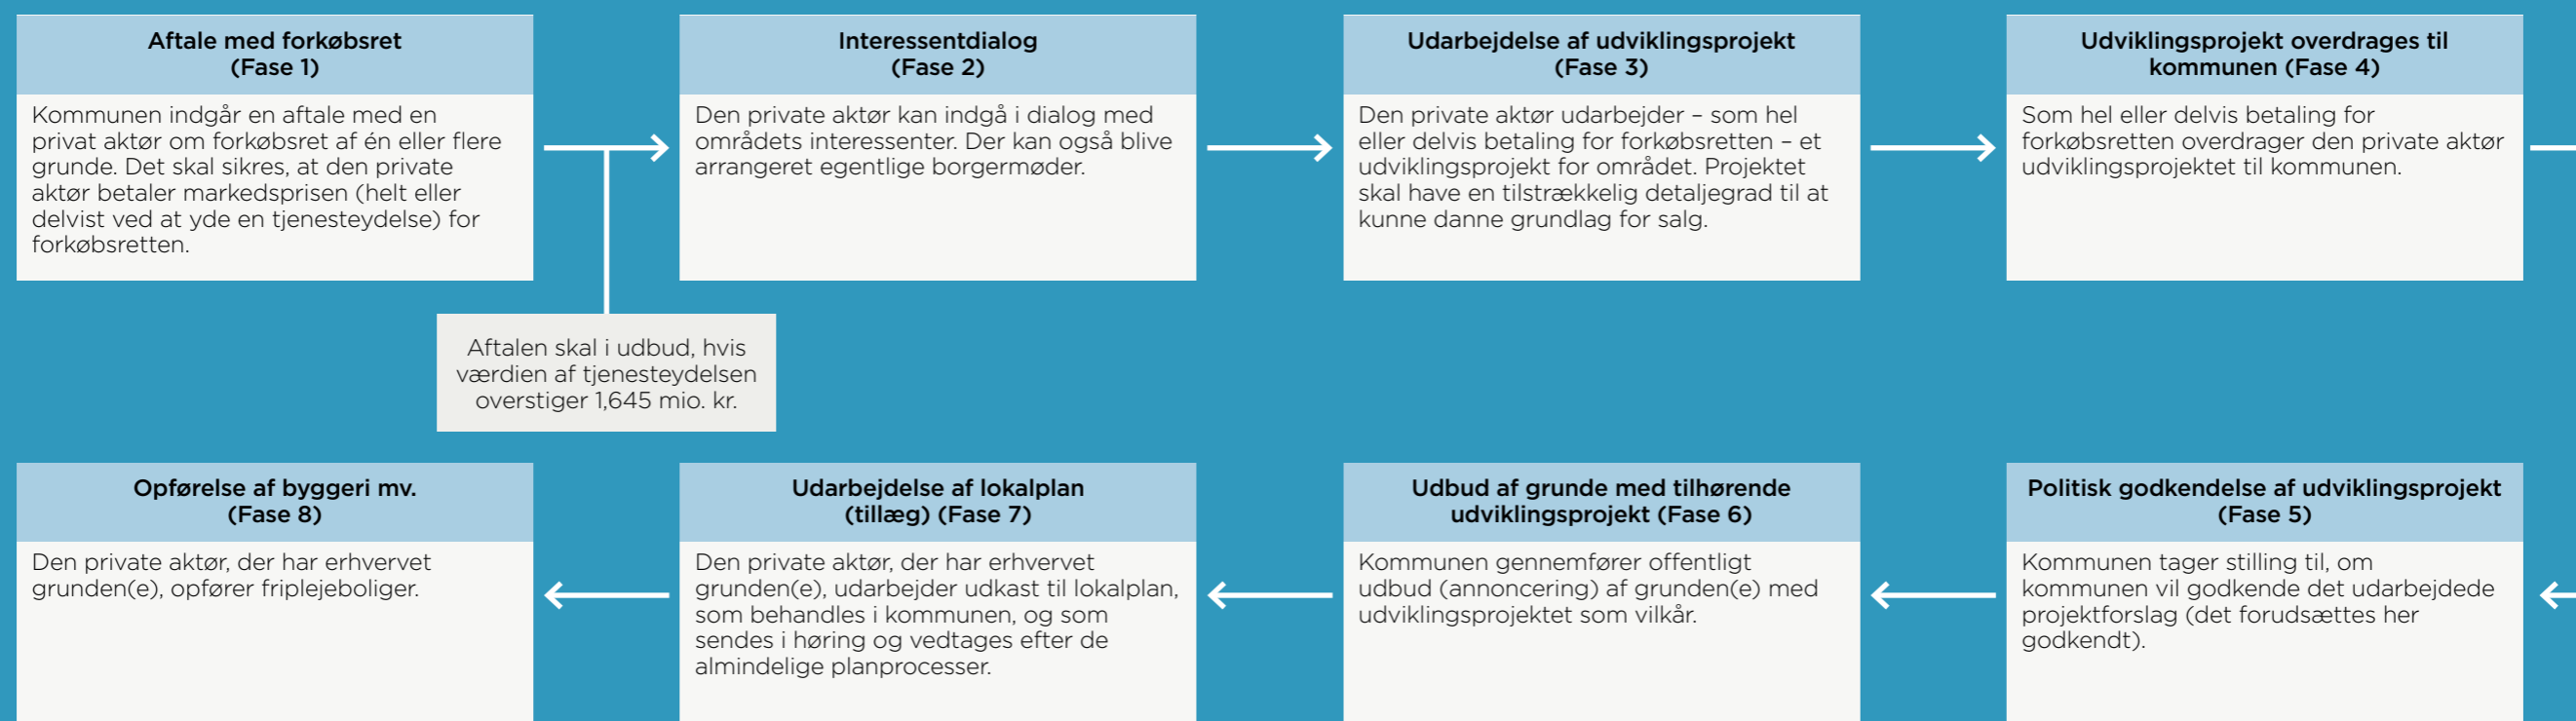 Aftale med forkøbsret
(Fase 1)
Kommunen indgår en aftale med en
privat aktør om forkøbsret af én eller flere
grunde. Det skal sikres, at den private
aktør betaler markedsprisen (helt eller
delvist ved at yde en tjenesteydelse) for
forkøbsretten.
Aftalen skal i udbud, hvis
værdien af tjenesteydelsen
overstiger 1,645 mio. kr.
Interessentdialog
(Fase 2)
Den private aktør kan indgå i dialog med
områdets interessenter. Der kan også blive
arrangeret egentlige borgermøder.
Udarbejdelse af udviklingsprojekt
(Fase 3)
Den private aktør udarbejder – som hel
eller delvis betaling for forkøbsretten – et
udviklingsprojekt for området. Projektet
skal have en tilstrækkelig detaljegrad til at
kunne danne grundlag for salg.
Udviklingsprojekt overdrages til
kommunen (Fase 4)
Som hel eller delvis betaling for
forkøbsretten overdrager den private aktør
udviklingsprojektet til kommunen.
Politisk godkendelse af udviklingsprojekt
(Fase 5)
Kommunen tager stilling til, om
kommunen vil godkende det udarbejdede
projektforslag (det forudsættes her
godkendt).
Udbud af grunde med tilhørende
udviklingsprojekt (Fase 6)
Kommunen gennemfører offentligt
udbud (annoncering) af grunden(e) med
udviklingsprojektet som vilkår.
Udarbejdelse af lokalplan
(tillæg) (Fase 7)
Den private aktør, der har erhvervet
grunden(e), udarbejder udkast til lokalplan,
som behandles i kommunen, og som
sendes i høring og vedtages efter de
almindelige planprocesser.
Opførelse af byggeri mv.
(Fase 8)
Den private aktør, der har erhvervet
grunden(e), opfører friplejeboliger.